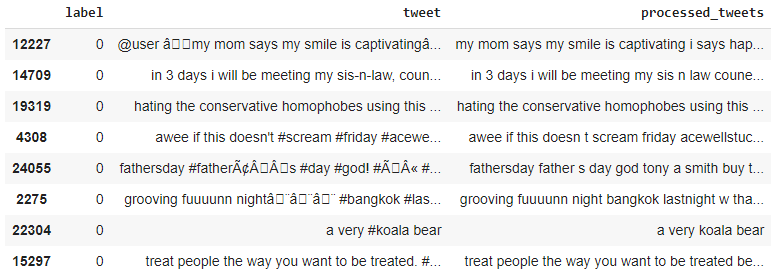 label tweet processed_tweets
12227 0 @user â□□my mom says my smile is captivatingâ... my mom says my smile is captivating i says hap...
14709 0 in 3 days i will be meeting my sis-n-law, coun... in 3 days i will be meeting my sis n law coune...
19319 0 hating the conservative homophobes using this ... hating the conservative homophobes using this ...
4308 0 awee if this doesn't #scream #friday #acewe... awee if this doesn t scream friday acewellstuc...
24055 0 fathersday #fatherÃ¢Â□Â□s #day #god! #Ã□Â« #... fathersday father s day god tony a smith buy t...
2275 0 grooving fuuuunn nightâ□¨â□¨â□¨ #bangkok #las... grooving fuuuunn night bangkok lastnight w tha...
22304 0 a very #koala bear a very koala bear
15297 0 treat people the way you want to be treated. #... treat people the way you want to be treated be...